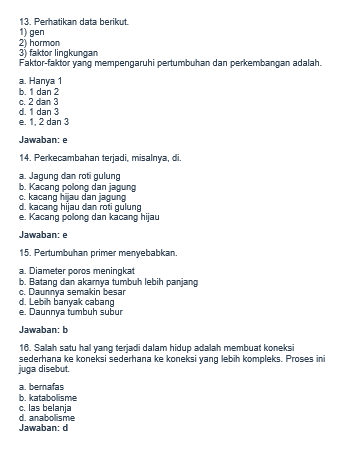 13. Perhatikan data berikut.
1) gen
2) hormon
3) faktor lingkungan
Faktor-faktor yang mempengaruhi pertumbuhan dan perkembangan adalah.
a. Hanya 1
b. 1 dan 2
c. 2 dan 3
d. 1 dan 3
e. 1, 2 dan 3
Jawaban: e
14. Perkecambahan terjadi, misalnya, di.
a. Jagung dan roti gulung
b. Kacang polong dan jagung
c. kacang hijau dan jagung
d. kacang hijau dan roti gulung
e. Kacang polong dan kacang hijau
Jawaban: e
15. Pertumbuhan primer menyebabkan.
a. Diameter poros meningkat
b. Batang dan akarnya tumbuh lebih panjang
c. Daunnya semakin besar
d. Lebih banyak cabang
e. Daunnya tumbuh subur
Jawaban: b
16. Salah satu hal yang terjadi dalam hidup adalah membuat koneksi
sederhana ke koneksi sederhana ke koneksi yang lebih kompleks. Proses ini
juga disebut.
a. bernafas
b. katabolisme
c. las belanja
d. anabolisme
Jawaban: d